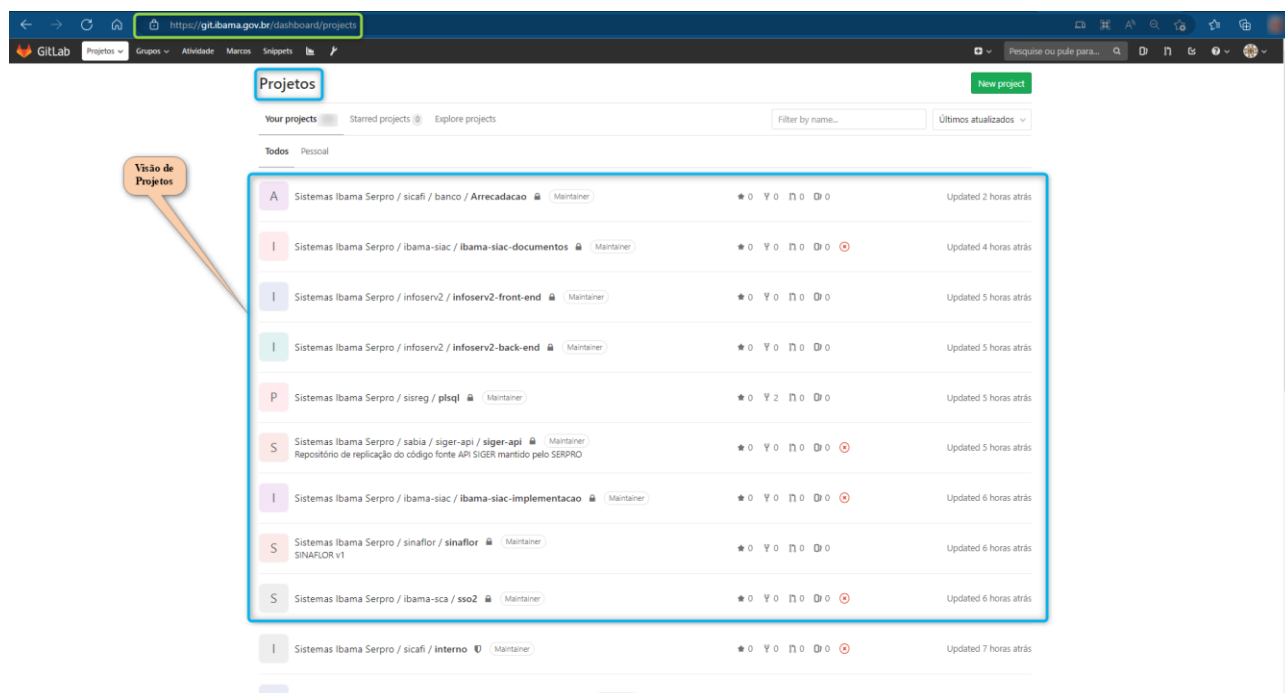 https://git.ibama.gov.br/dashboard/projects
GitLab Projetos Grupos Atividade Marcos Snippets Pesquise ou pule para...
Projetos New project
Your projects Starred projects 0 Explore projects Filter by name... Últimos atualizados
Todos Pessoal
Visão de
Projetos
A Sistemas Ibama Serpro / sicafi / banco / Arrecadacao Maintainer 0 0 0 0 Updated 2 horas atrás
I Sistemas Ibama Serpro / ibama-siac / ibama-siac-documentos Maintainer 0 0 0 0 Updated 4 horas atrás
I Sistemas Ibama Serpro / infoserv2 / infoserv2-front-end Maintainer 0 0 0 0 Updated 5 horas atrás
I Sistemas Ibama Serpro / infoserv2 / infoserv2-back-end Maintainer 0 0 0 0 Updated 5 horas atrás
P Sistemas Ibama Serpro / sisreg / plsql Maintainer 0 2 0 0 Updated 5 horas atrás
S Sistemas Ibama Serpro / sabia / siger-api / siger-api Maintainer 0 0 0 0 Updated 5 horas atrás
Repositório de replicação do código fonte API SIGER mantido pelo SERPRO
I Sistemas Ibama Serpro / ibama-siac / ibama-siac-implementacao Maintainer 0 0 0 0 Updated 6 horas atrás
S Sistemas Ibama Serpro / sinaflor / sinaflor Maintainer 0 0 0 0 Updated 6 horas atrás
SINAFLOR v1
S Sistemas Ibama Serpro / ibama-sca / sso2 Maintainer 0 0 0 0 Updated 6 horas atrás
I Sistemas Ibama Serpro / sicafi / interno Maintainer 0 0 0 0 Updated 7 horas atrás